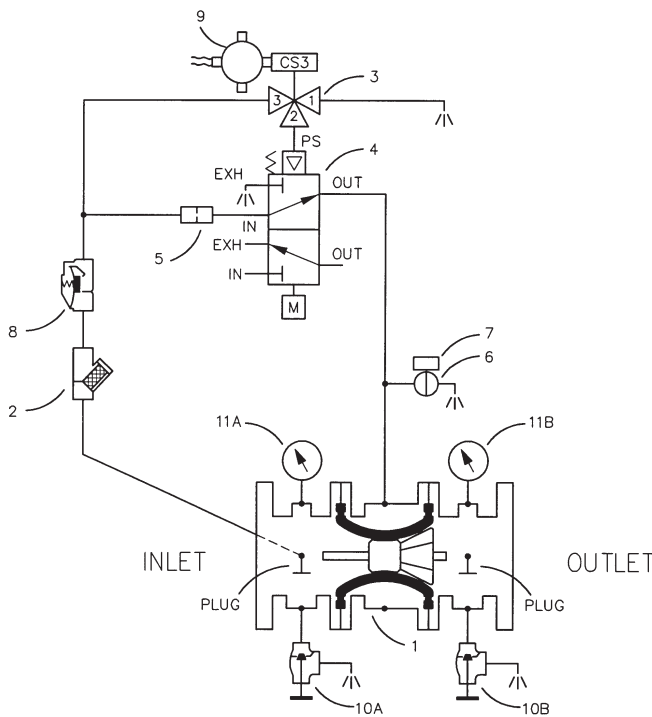 9
CS3
3
3
1
2
PS
4
EXH
OUT
IN
5
EXH
OUT
IN
M
8
7
6
2
11A
11B
INLET
OUTLET
PLUG
PLUG
1
10A
10B